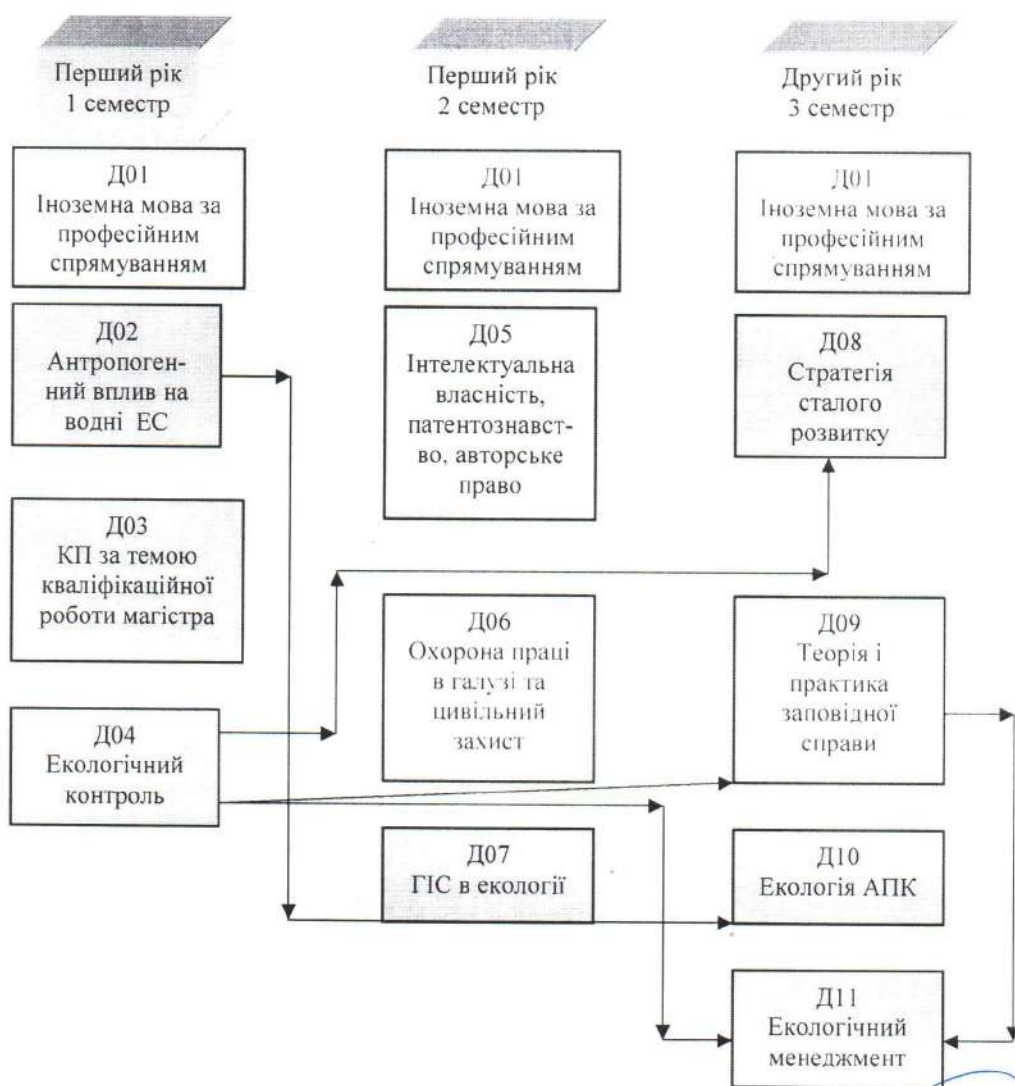 Перший рік
1 семестр
Перший рік
2 семестр
Другий рік
3 семестр
Д01
Іноземна мова за
професійним
спрямуванням
Д01
Іноземна мова за
професійним
спрямуванням
Д01
Іноземна мова за
професійним
спрямуванням
Д02
Антропоген-
ний вплив на
водні ЕС
Д05
Інтелектуальна
власність,
патентознавст-
во, авторське
право
Д08
Стратегія
сталого
розвитку
Д03
КП за темою
кваліфікаційної
роботи магістра
Д06
Охорона праці
в галузі та
цивільний
захист
Д09
Теорія і
практика
заповідної
справи
Д04
Екологічний
контроль
Д07
ГІС в екології
Д10
Екологія АПК
Д11
Екологічний
менеджмент